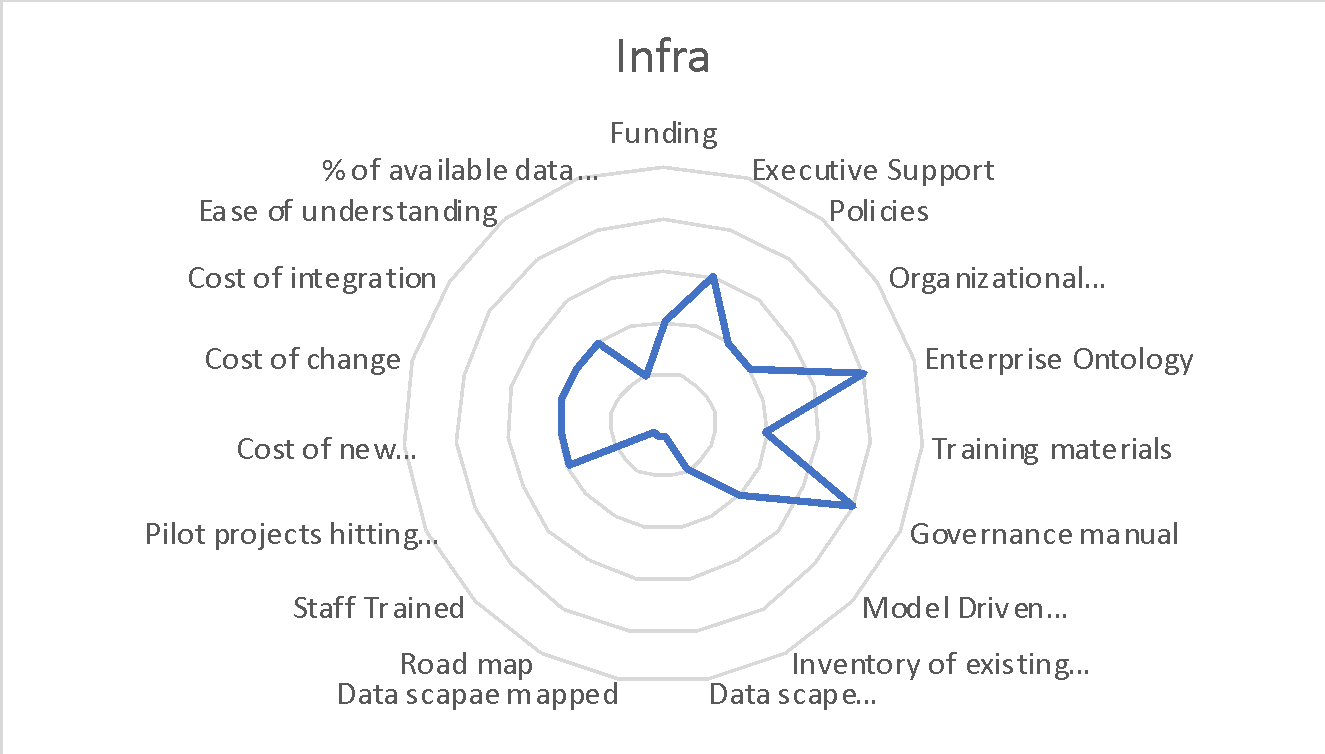 Infra
Funding
Executive Support
Policies
Organizational...
Enterprise Ontology
Training materials
Governance manual
Model Driven...
Inventory of existing...
Data scape...
Data scapae mapped
Road map
Staff Trained
Pilot projects hitting...
Cost of new...
Cost of change
Cost of integration
Ease of understanding
% of available data...